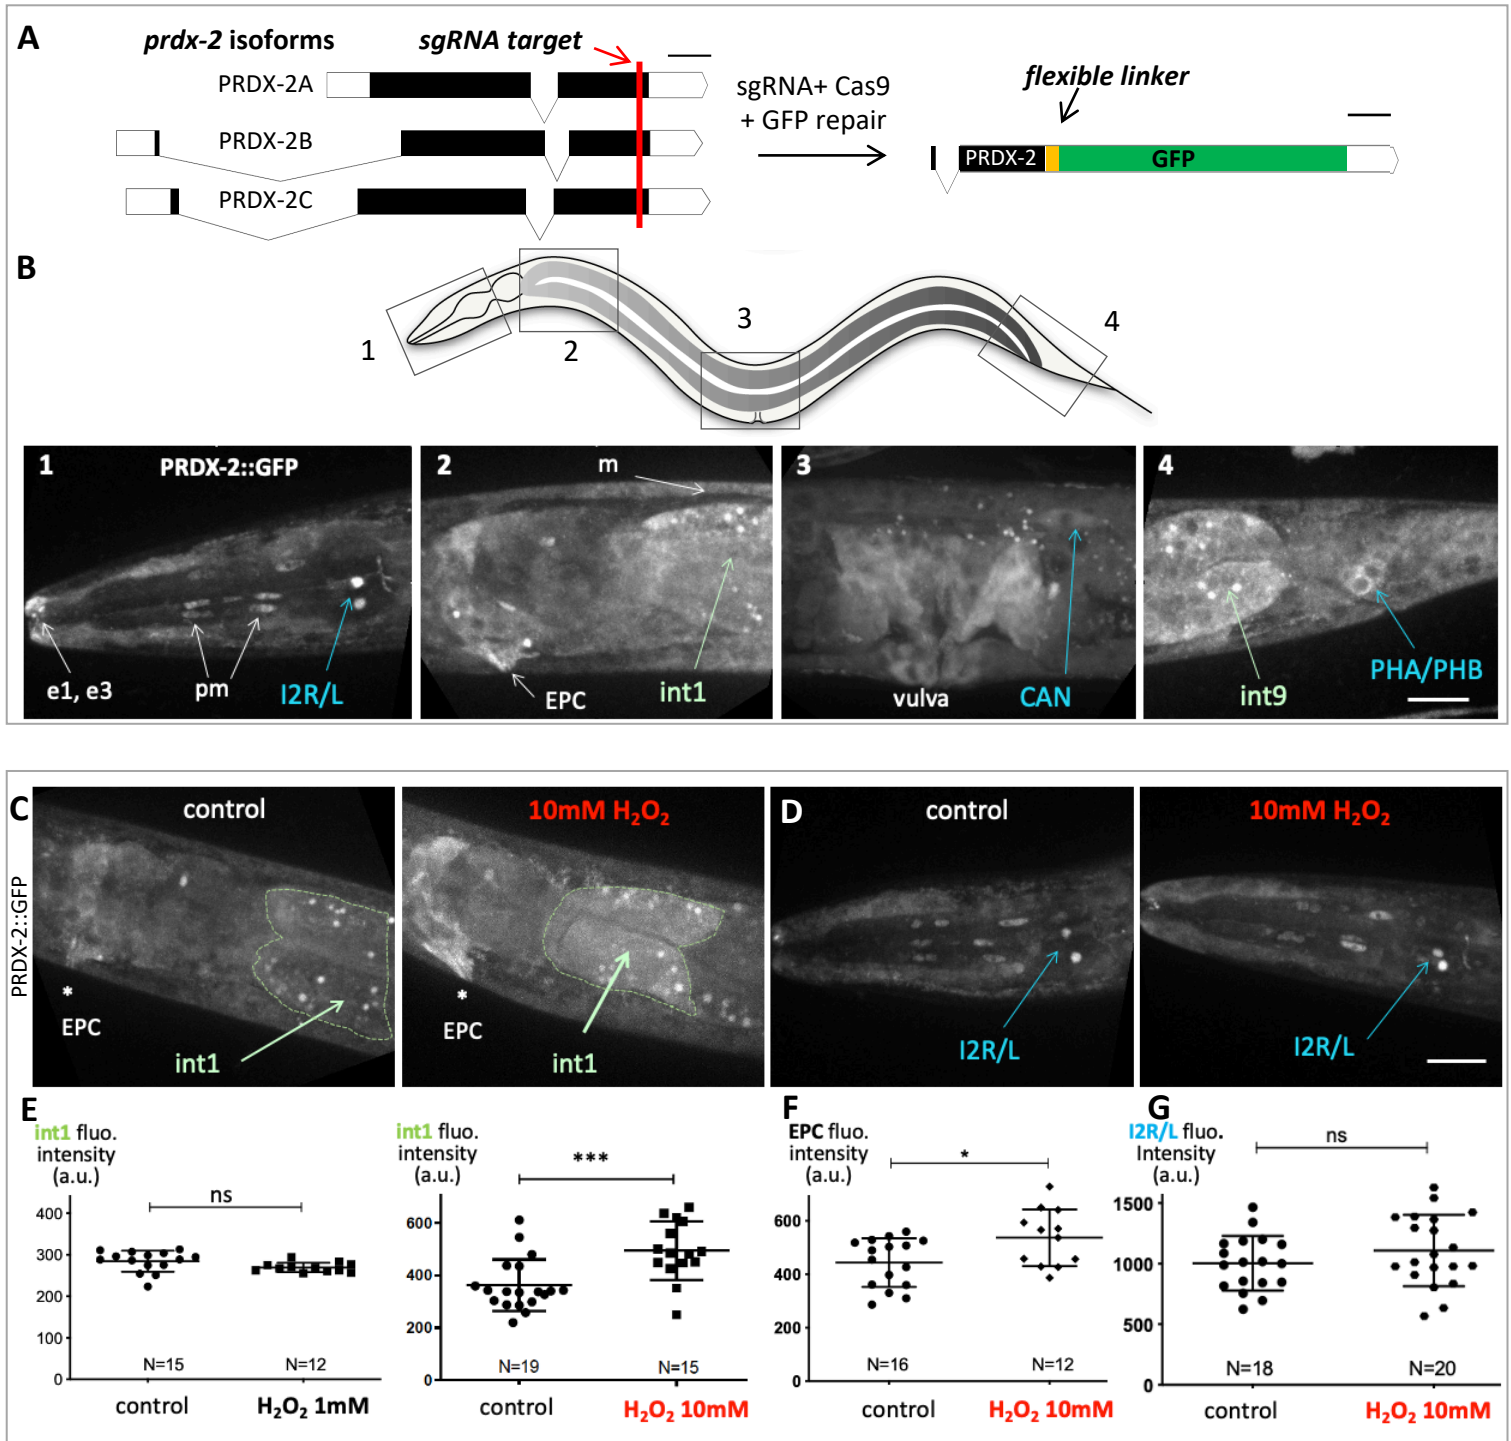 A
prdx-2 isoforms
sgRNA target
PRDX-2A
PRDX-2B
PRDX-2C
sgRNA+ Cas9
+ GFP repair
flexible linker
PRDX-2
GFP
B
1
2
3
4
1
PRDX-2::GFP
e1, e3
pm
I2R/L
2
m
EPC
int1
3
vulva
CAN
4
int9
PHA/PHB
PRDX-2::GFP
C
control
*
EPC
int1
10mM H₂O₂
*
EPC
int1
D
control
I2R/L
10mM H₂O₂
I2R/L
E
int1 fluo.
intensity
(a.u.)
ns
400
300
200
100
0
N=15
N=12
control
H₂O₂ 1mM
int1 fluo.
intensity
(a.u.)
***
600
400
200
0
N=19
N=15
control
H₂O₂ 10mM
F
EPC fluo.
intensity
(a.u.)
*
600
400
200
0
N=16
N=12
control
H₂O₂ 10mM
G
I2R/L fluo.
Intensity
(a.u.)
ns
1500
1000
500
0
N=18
N=20
control
H₂O₂ 10mM